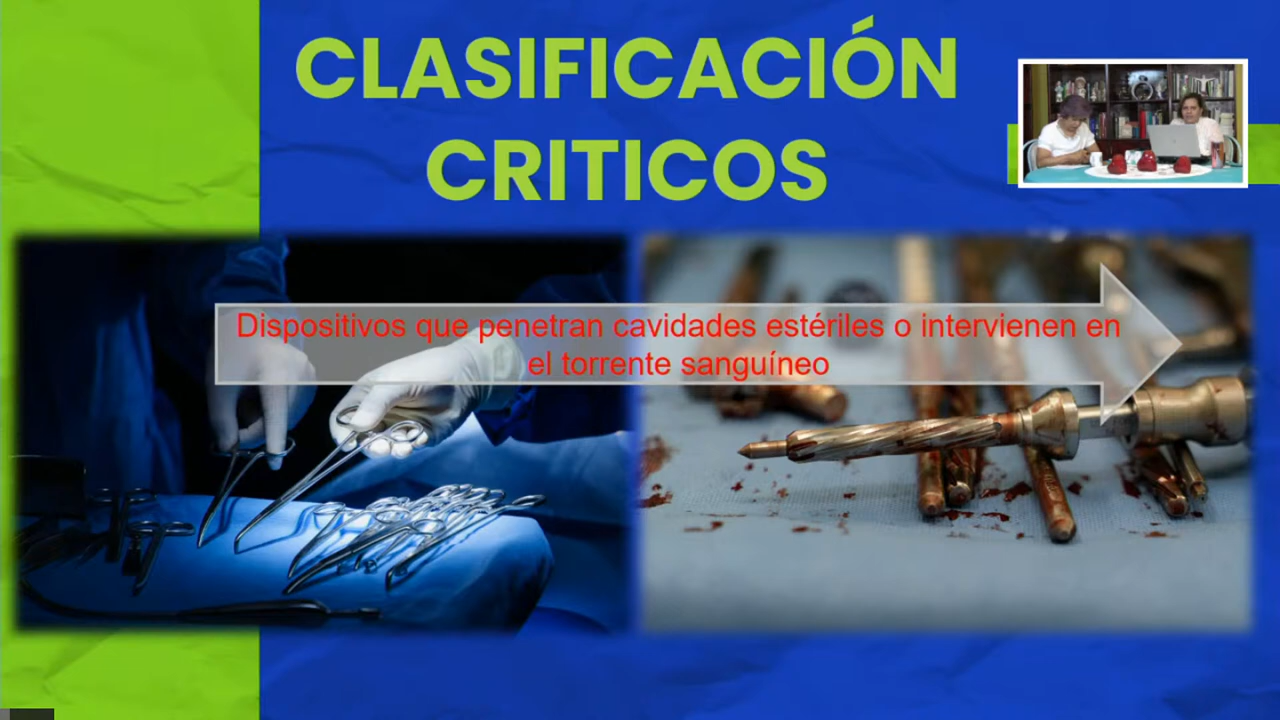 CLASIFICACIÓN
CRITICOS
Dispositivos que penetran cavidades estériles o intervienen en
el torrente sanguíneo